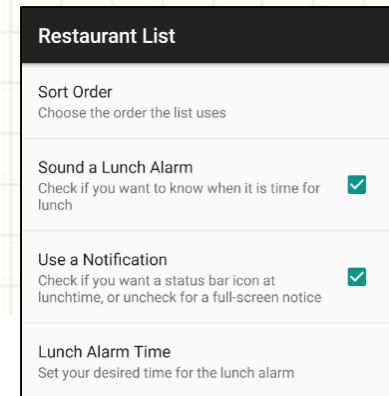 Restaurant List
Sort Order
Choose the order the list uses
Sound a Lunch Alarm
Check if you want to know when it is time for
lunch
Use a Notification
Check if you want a status bar icon at
lunchtime, or uncheck for a full-screen notice
Lunch Alarm Time
Set your desired time for the lunch alarm